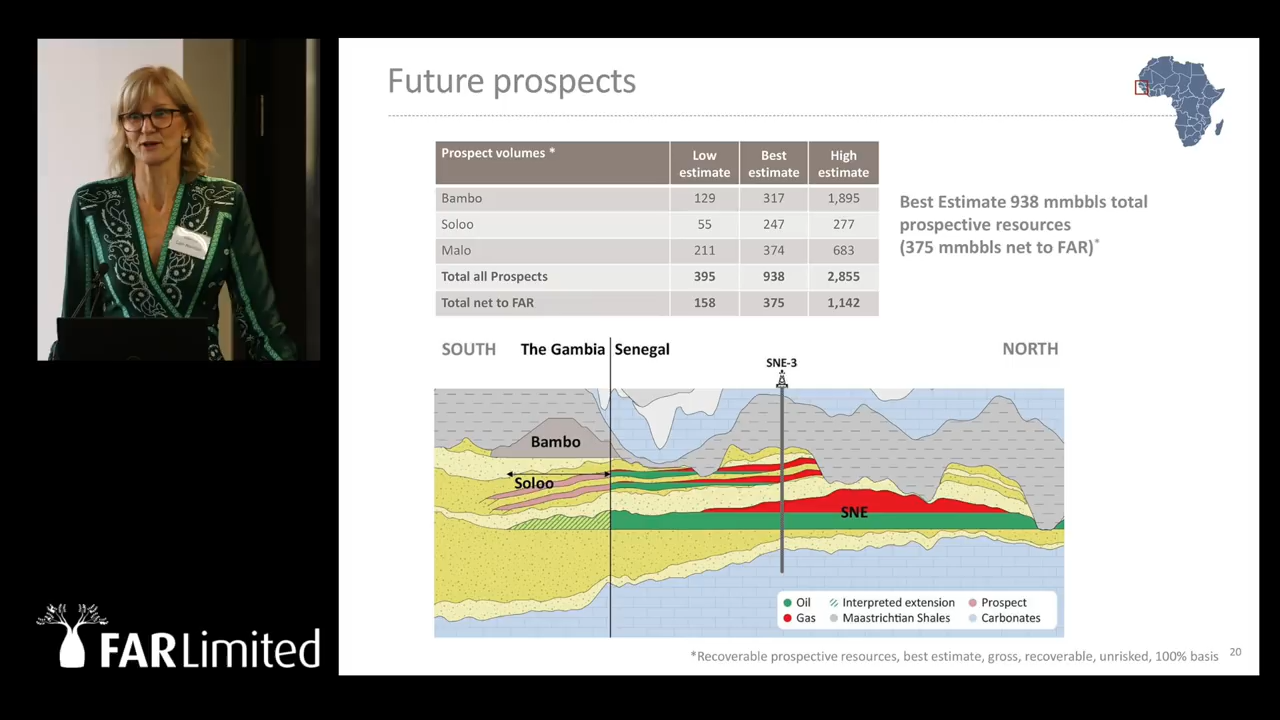 Future prospects
Prospect volumes * Low estimate Best estimate High estimate
Bambo 129 317 1,895
Soloo 55 247 277
Malo 211 374 683
Total all Prospects 395 938 2,855
Total net to FAR 158 375 1,142
Best Estimate 938 mmbbls total
prospective resources
(375 mmbbls net to FAR)*
SOUTH The Gambia Senegal NORTH
SNE-3
Bambo
Soloo
SNE
Oil Interpreted extension Prospect
Gas Maastrichtian Shales Carbonates
*Recoverable prospective resources, best estimate, gross, recoverable, unrisked, 100% basis 20
FAR Limited